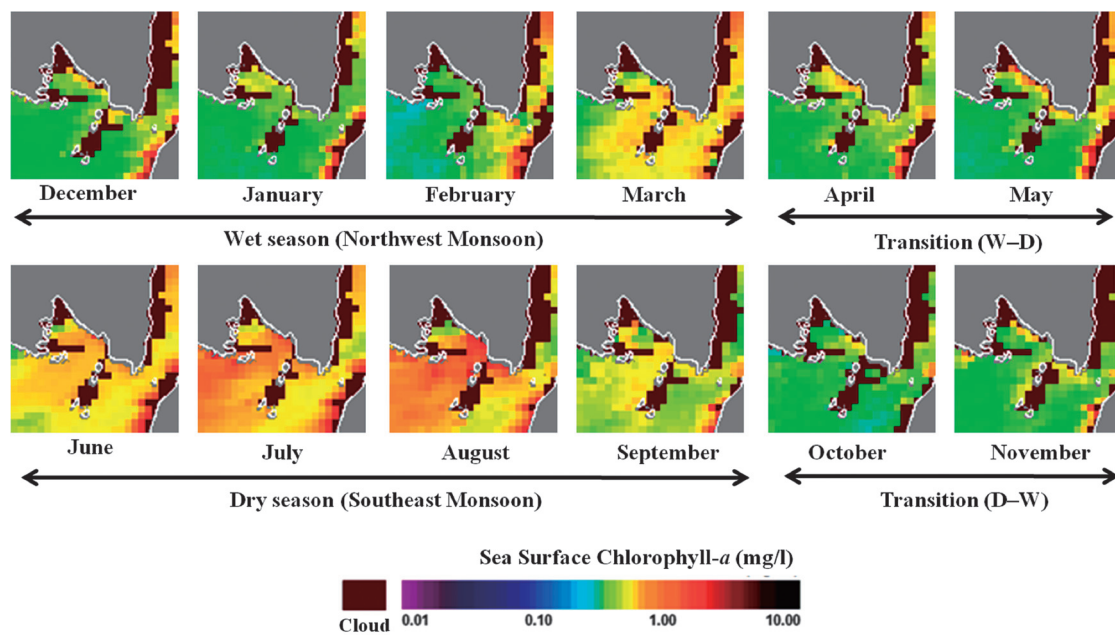 December January February March April May
Wet season (Northwest Monsoon) Transition (W–D)
June July August September October November
Dry season (Southeast Monsoon) Transition (D–W)
Sea Surface Chlorophyll-a (mg/l)
Cloud 0.01 0.10 1.00 10.00